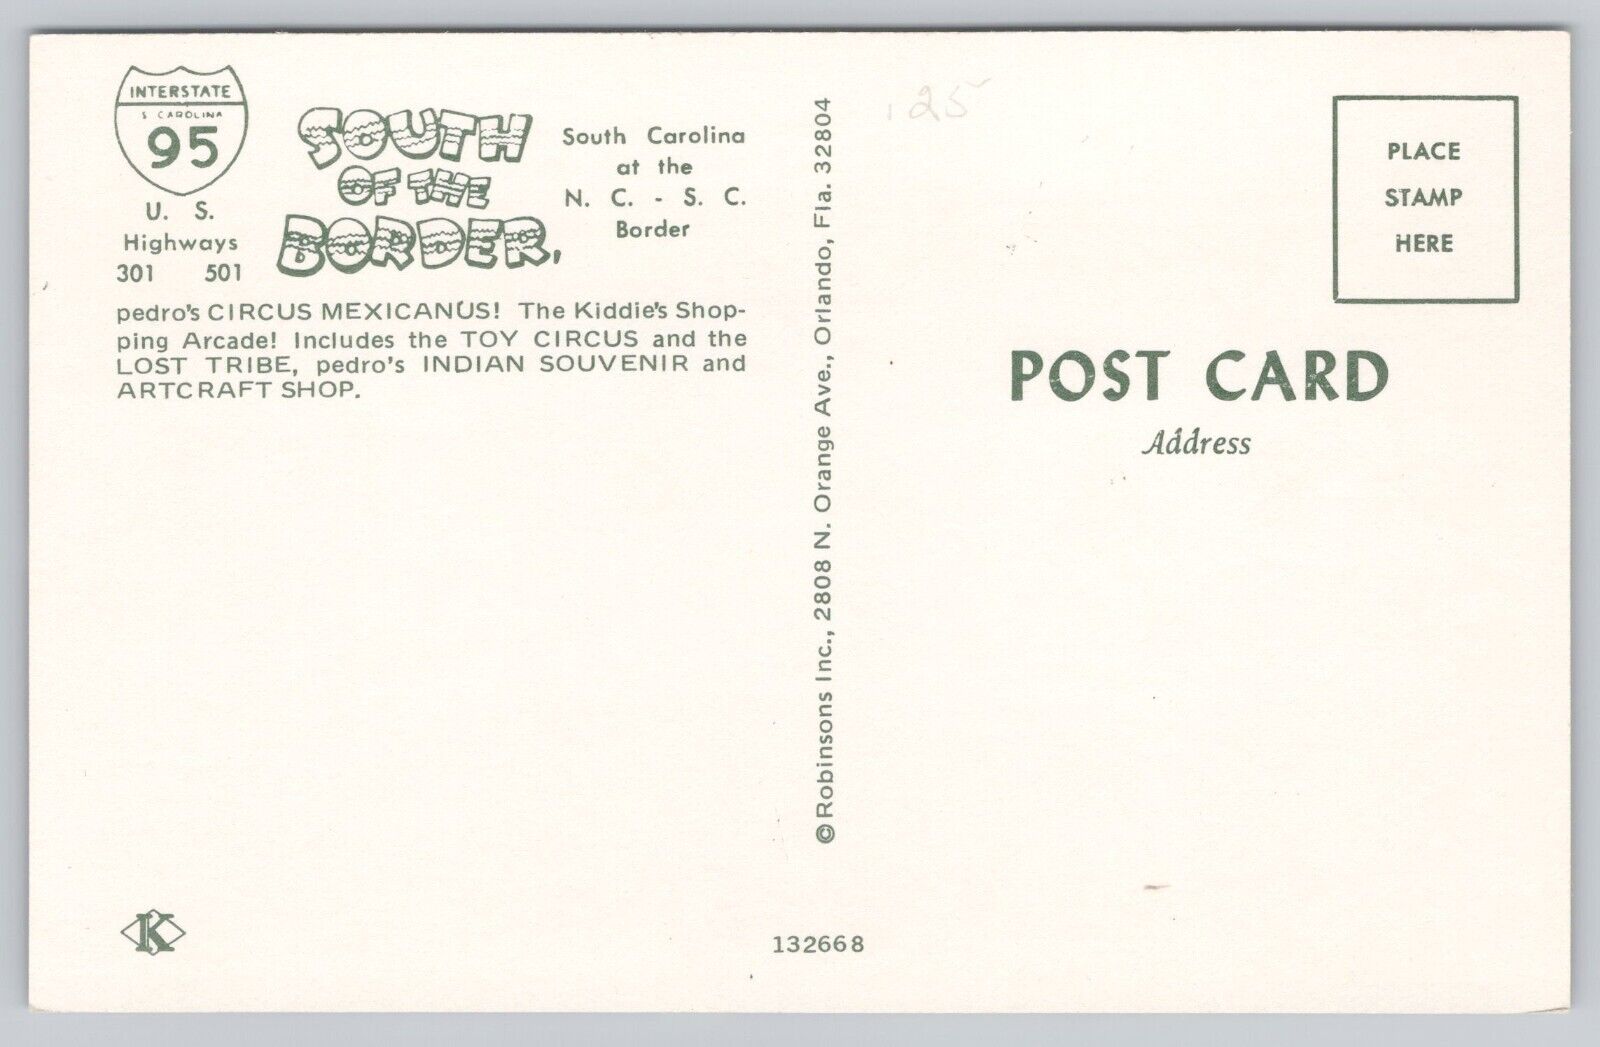 INTERSTATE
S CAROLINA
95
U. S.
Highways
301 501
SOUTH
OF THE
BORDER,
South Carolina
at the
N. C. - S. C.
Border
pedro's CIRCUS MEXICANUS! The Kiddie's Shop-
ping Arcade! Includes the TOY CIRCUS and the
LOST TRIBE, pedro's INDIAN SOUVENIR and
ARTCRAFT SHOP.
K
©Robinsons Inc., 2808 N. Orange Ave., Orlando, Fla. 32804
132668
.25
PLACE
STAMP
HERE
POST CARD
Address